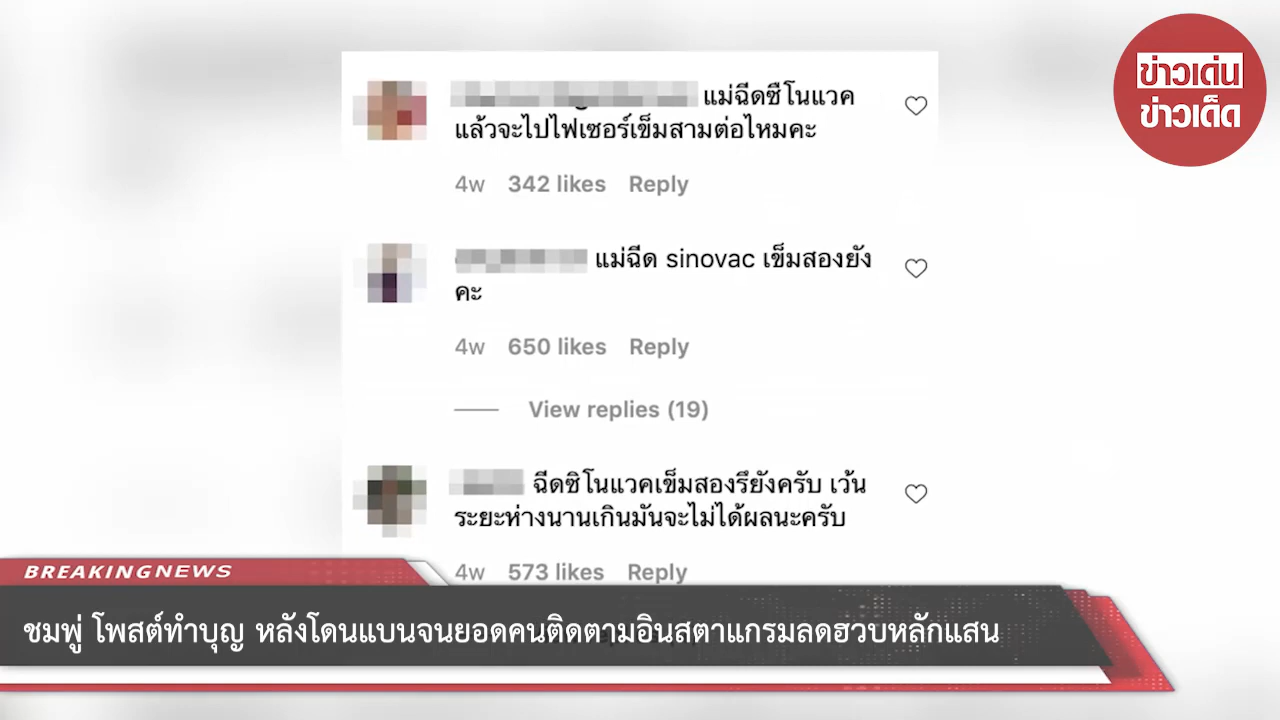 ข่าวเด่น
ข่าวเด็ด
แม่ฉีดซืโนแวค
แล้วจะไปไฟเซอร์เข็มสามต่อไหมคะ
4w 342 likes Reply
แม่ฉีด sinovac เข็มสองยัง
คะ
4w 650 likes Reply
View replies (19)
ฉีดซิโนแวคเข็มสองรึยังครับ เว้น
ระยะห่างนานเกินมันจะไม่ได้ผลนะครับ
4w 573 likes Reply
BREAKINGNEWS
ชมพู่ โพสต์ทำบุญ หลังโดนแบนจนยอดคนติดตามอินสตาแกรมลดฮวบหลักแสน